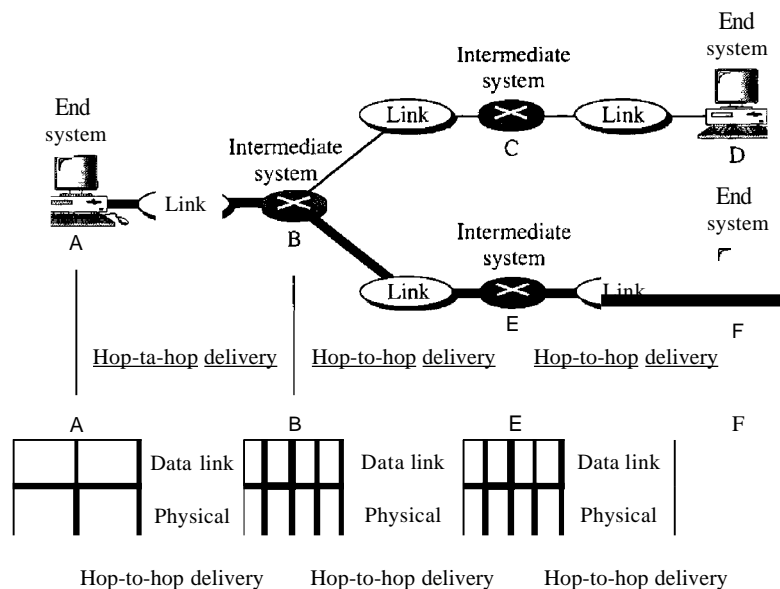 End
system
Intermediate
system
Link
Link
C
D
End
system
Intermediate
system
Link
A
B
End
system
Intermediate
system
Link
Link
E
F
Hop-ta-hop delivery
Hop-to-hop delivery
Hop-to-hop delivery
A
B
E
F
Data link
Data link
Data link
Physical
Physical
Physical
Hop-to-hop delivery
Hop-to-hop delivery
Hop-to-hop delivery